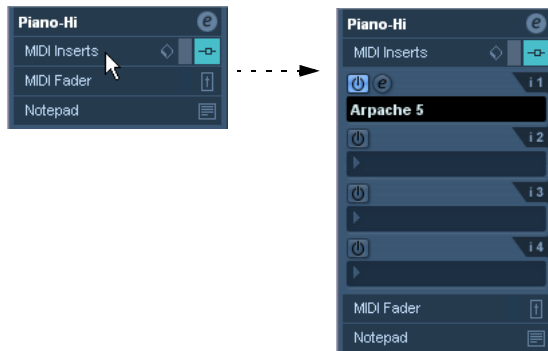 Piano-Hi
MIDI Inserts
MIDI Fader
Notepad
Piano-Hi
MIDI Inserts
i 1
Arpache 5
i 2
i 3
i 4
MIDI Fader
Notepad